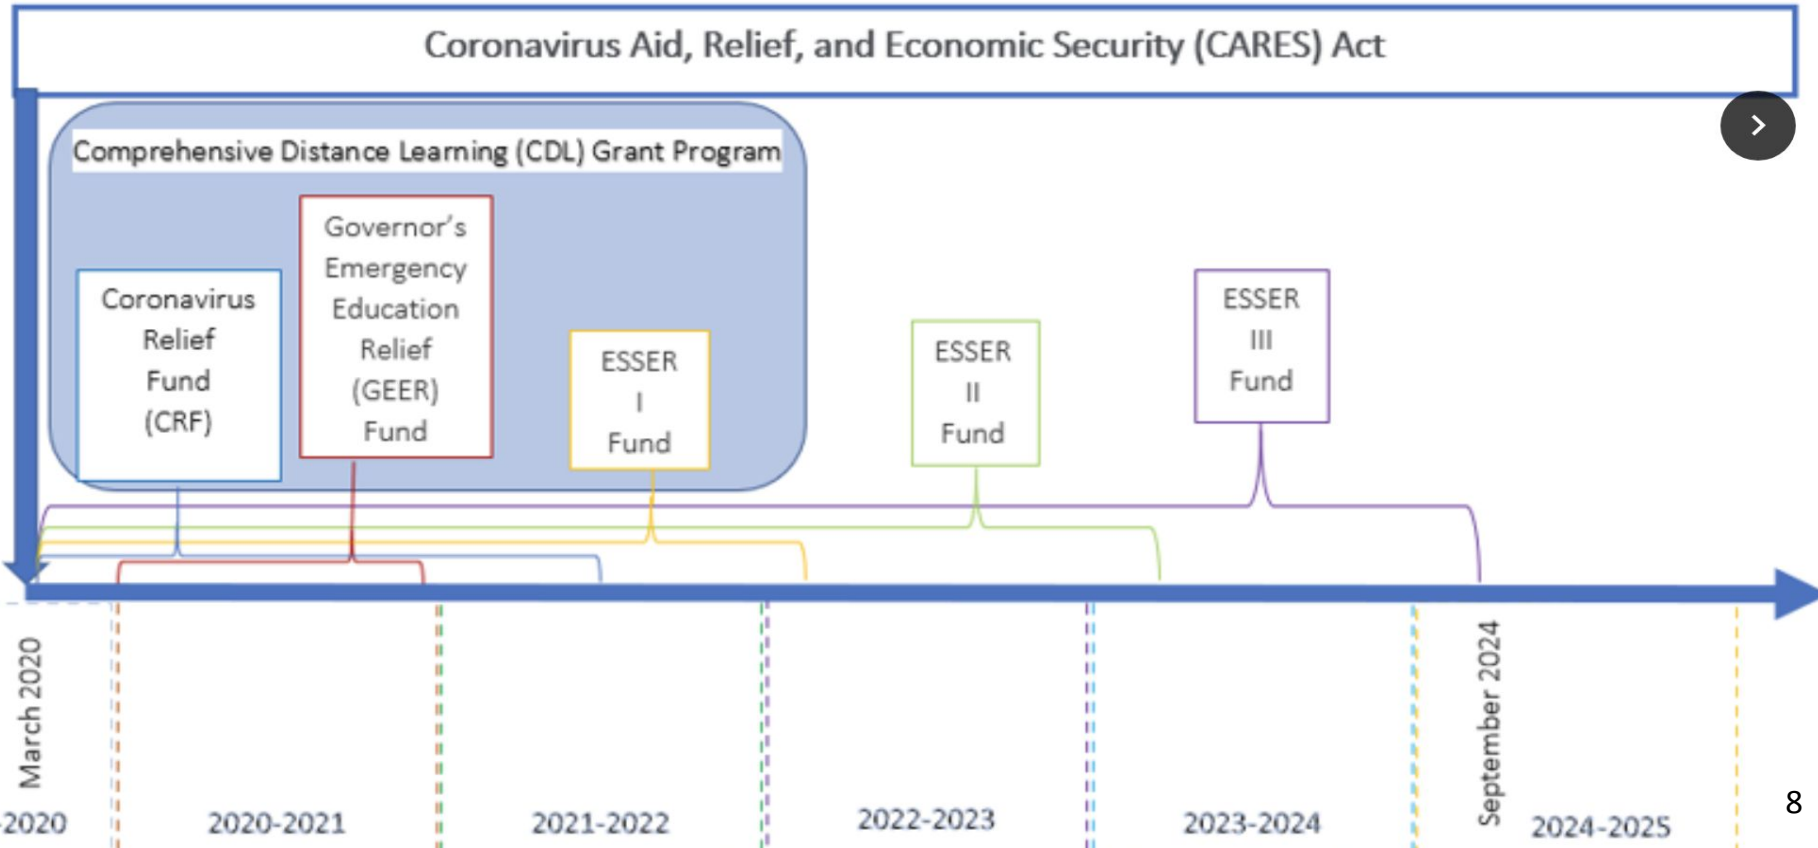 Coronavirus Aid, Relief, and Economic Security (CARES) Act
Comprehensive Distance Learning (CDL) Grant Program
Coronavirus
Relief
Fund
(CRF)
Governor's
Emergency
Education
Relief
(GEER)
Fund
ESSER
I
Fund
ESSER
II
Fund
ESSER
III
Fund
March 2020
September 2024
-2020
2020-2021
2021-2022
2022-2023
2023-2024
2024-2025
8